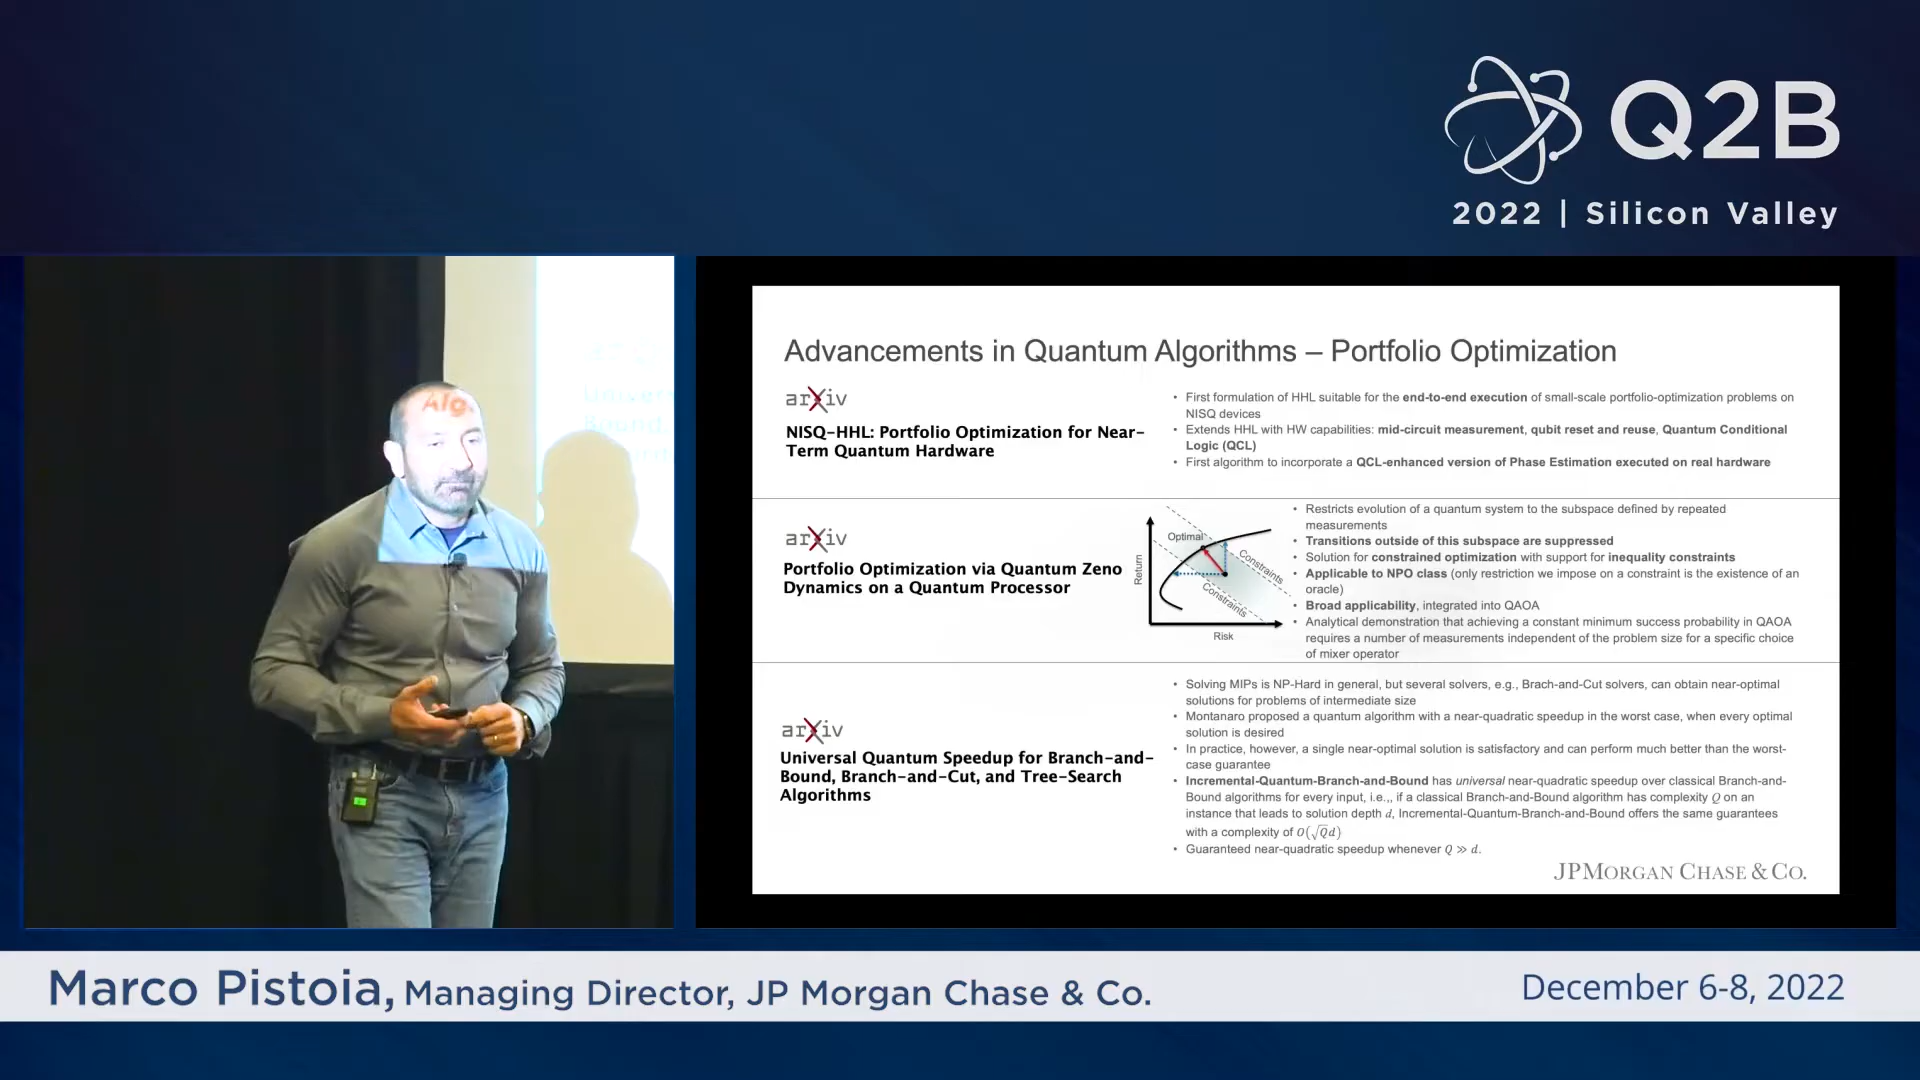 Q2B
2022 | Silicon Valley
Alg
Advancements in Quantum Algorithms – Portfolio Optimization
arXiv
NISQ-HHL: Portfolio Optimization for Near-
Term Quantum Hardware
• First formulation of HHL suitable for the end-to-end execution of small-scale portfolio-optimization problems on
NISQ devices
• Extends HHL with HW capabilities: mid-circuit measurement, qubit reset and reuse, Quantum Conditional
Logic (QCL)
• First algorithm to incorporate a QCL-enhanced version of Phase Estimation executed on real hardware
arXiv
Portfolio Optimization via Quantum Zeno
Dynamics on a Quantum Processor
Return
Optimal
Constraints
Constraints
Risk
• Restricts evolution of a quantum system to the subspace defined by repeated
measurements
• Transitions outside of this subspace are suppressed
• Solution for constrained optimization with support for inequality constraints
• Applicable to NPO class (only restriction we impose on a constraint is the existence of an
oracle)
• Broad applicability, integrated into QAOA
• Analytical demonstration that achieving a constant minimum success probability in QAOA
requires a number of measurements independent of the problem size for a specific choice
of mixer operator
arXiv
Universal Quantum Speedup for Branch-and-
Bound, Branch-and-Cut, and Tree-Search
Algorithms
• Solving MIPs is NP-Hard in general, but several solvers, e.g., Brach-and-Cut solvers, can obtain near-optimal
solutions for problems of intermediate size
• Montanaro proposed a quantum algorithm with a near-quadratic speedup in the worst case, when every optimal
solution is desired
• In practice, however, a single near-optimal solution is satisfactory and can perform much better than the worst-
case guarantee
• Incremental-Quantum-Branch-and-Bound has universal near-quadratic speedup over classical Branch-and-
Bound algorithms for every input, i.e.,, if a classical Branch-and-Bound algorithm has complexity Q on an
instance that leads to solution depth d, Incremental-Quantum-Branch-and-Bound offers the same guarantees
with a complexity of O(√Qd)
• Guaranteed near-quadratic speedup whenever Q ≫ d.
JPMORGAN CHASE & CO.
Marco Pistoia, Managing Director, JP Morgan Chase & Co.
December 6-8, 2022